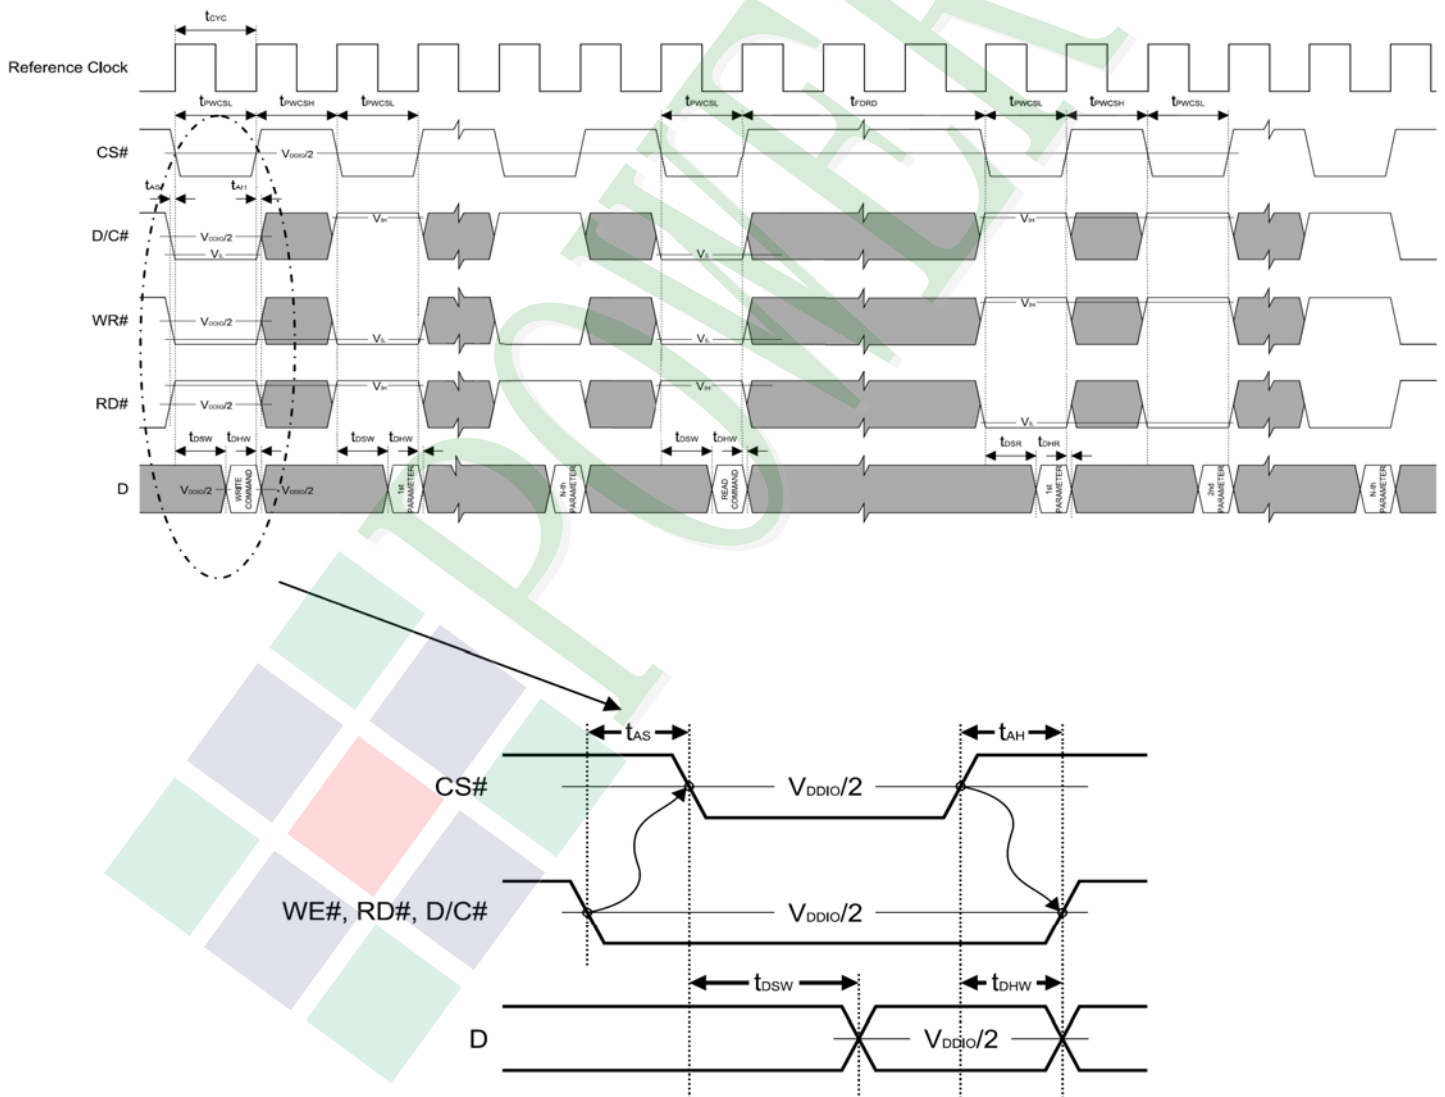 tCYC
Reference Clock
tPWCSL tPWCSH tPWCSL tPWCSL tFDRD tPWCSL tPWCSH tPWCSL
CS# VDDIO/2
tAS tAH
D/C# VDDIO/2 VIL VIH VIL VIH
WR# VDDIO/2 VIL VIL VIH
RD# VDDIO/2 VIH VIH VIL
tDSW tDHW tDSW tDHW tDSW tDHW tDSR tDHR
D VDDIO/2 WRITE COMMAND VDDIO/2 1st PARAMETER N-th PARAMETER READ COMMAND 1st PARAMETER 2nd PARAMETER N-th PARAMETER
POWER
tAS tAH
CS# VDDIO/2
WE#, RD#, D/C# VDDIO/2
tDSW tDHW
D VDDIO/2